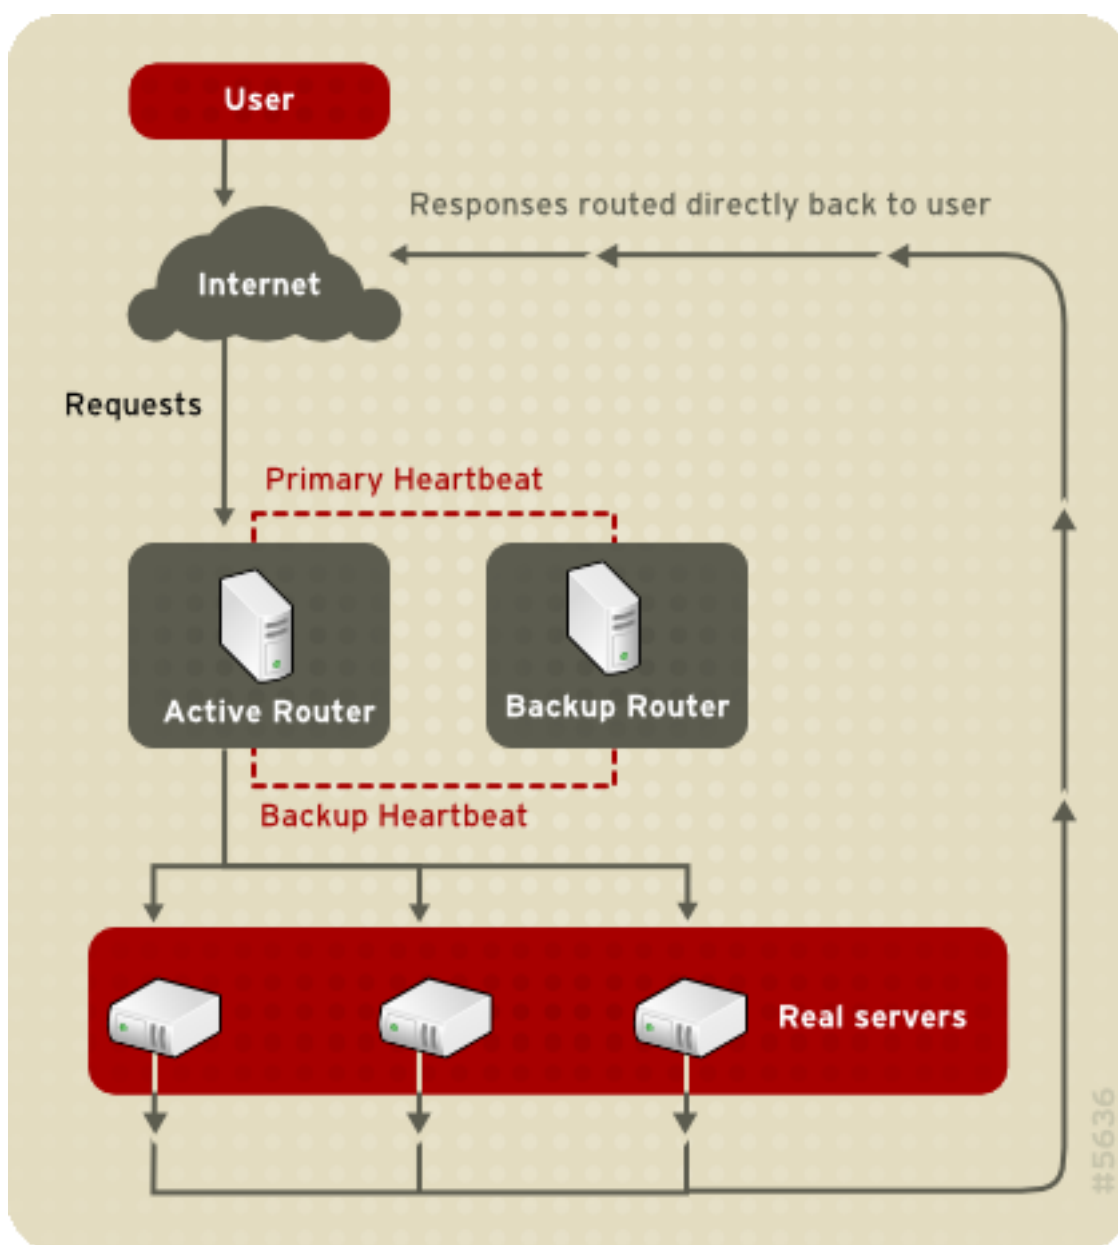 User
Responses routed directly back to user
Internet
Requests
Primary Heartbeat
Active Router
Backup Router
Backup Heartbeat
Real servers
#5636